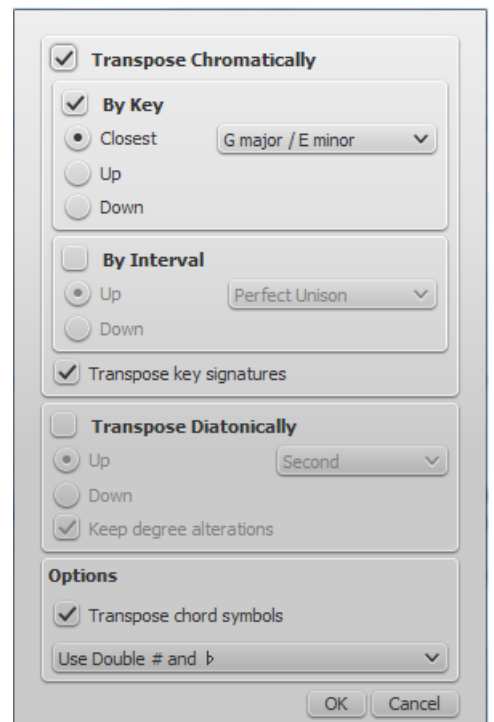 Transpose Chromatically
By Key
Closest G major / E minor
Up
Down
By Interval
Up Perfect Unison
Down
Transpose key signatures
Transpose Diatonically
Up Second
Down
Keep degree alterations
Options
Transpose chord symbols
Use Double # and ♭
OK Cancel